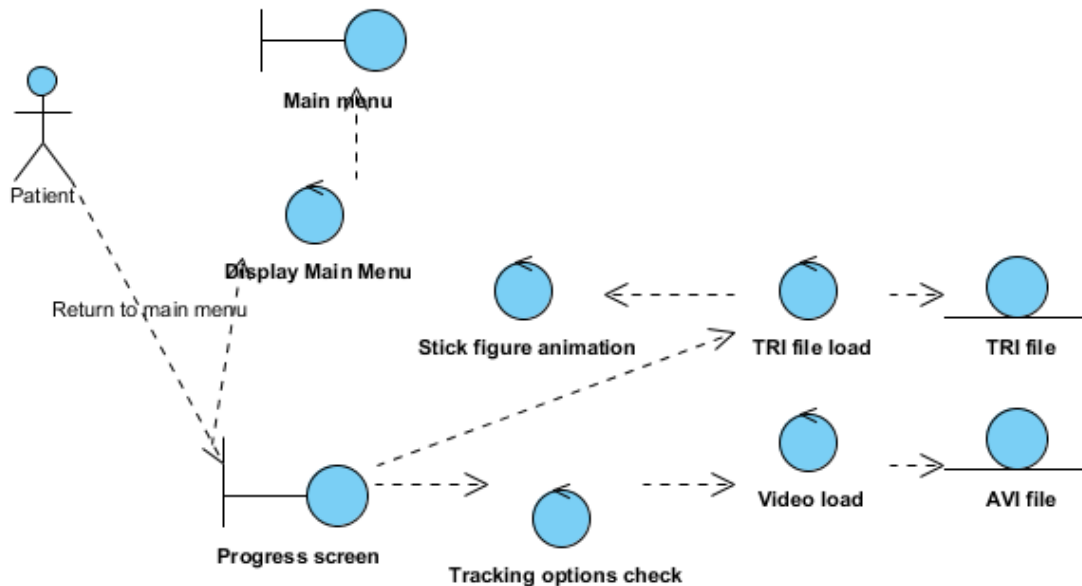 Main menu
Patient
Display Main Menu
Return to main menu
Stick figure animation
TRI file load
TRI file
Video load
AVI file
Progress screen
Tracking options check